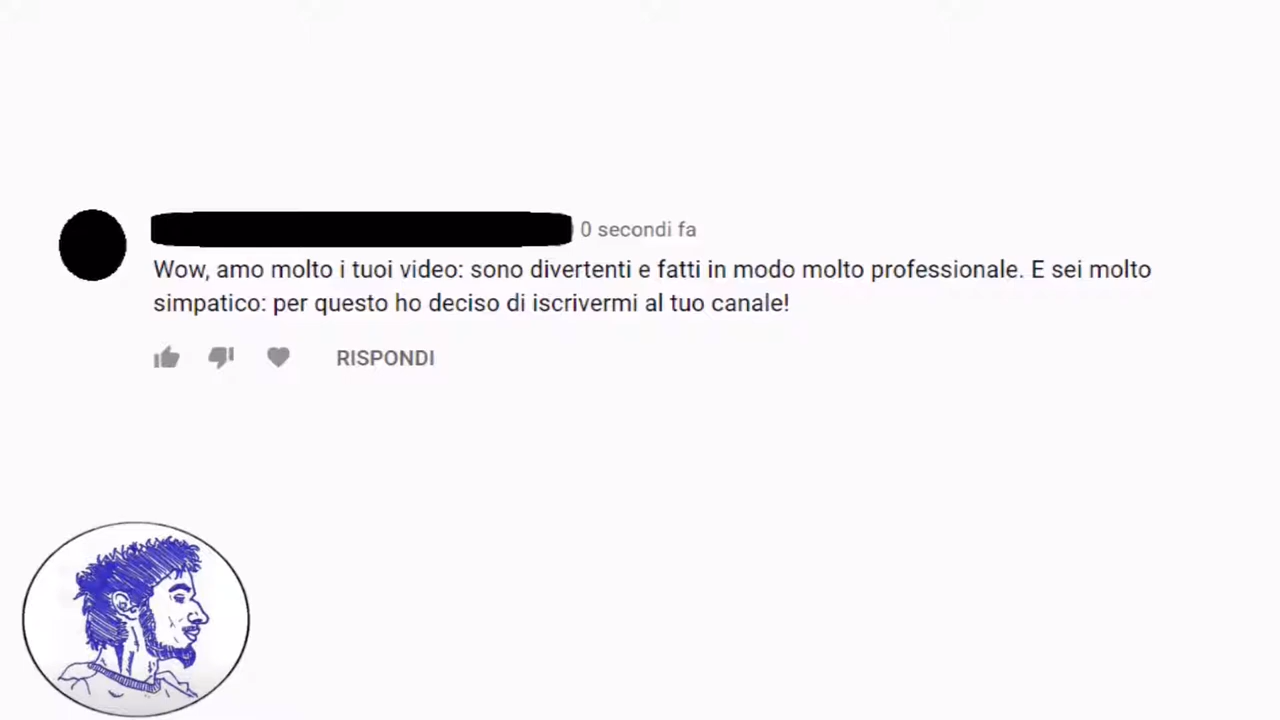 0 secondi fa
Wow, amo molto i tuoi video: sono divertenti e fatti in modo molto professionale. E sei molto
simpatico: per questo ho deciso di iscrivermi al tuo canale!
RISPONDI